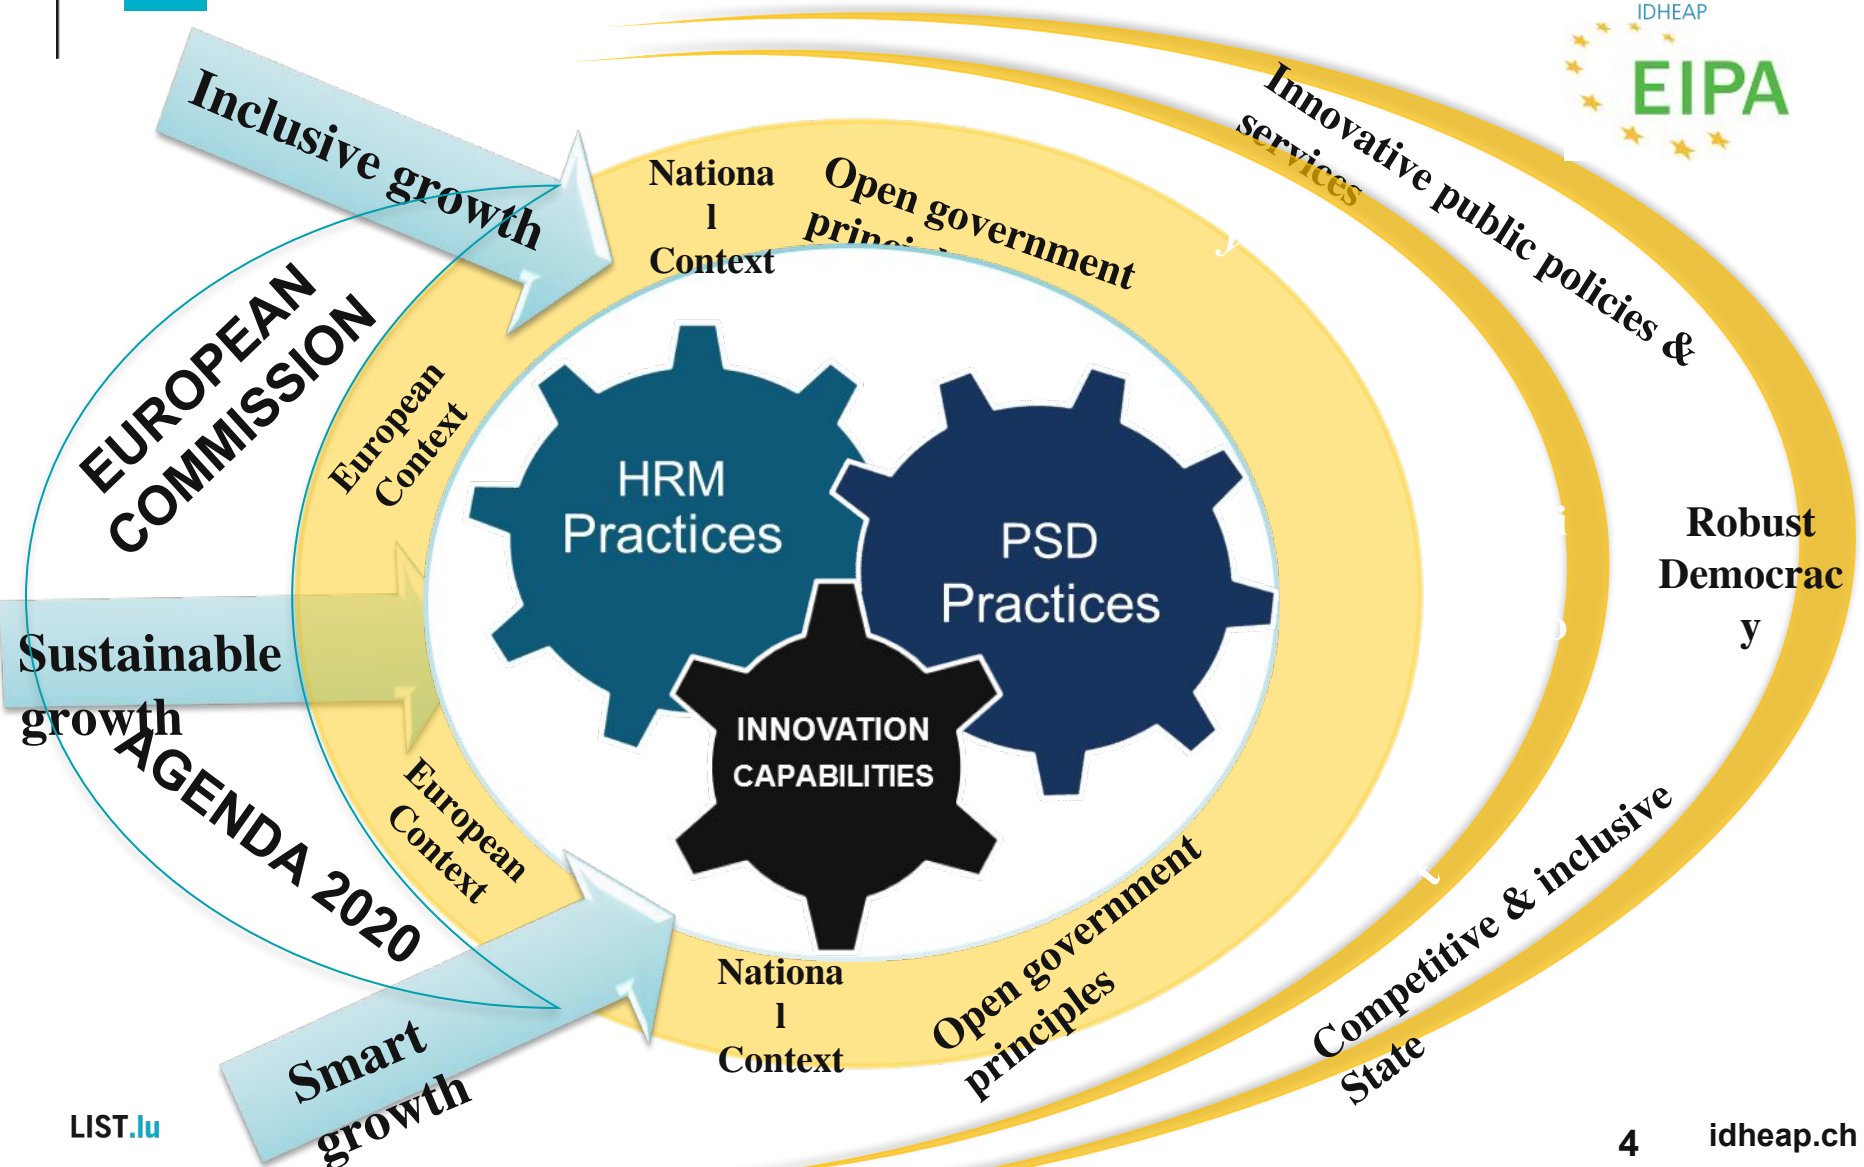 IDHEAP
EIPA
Inclusive growth
Nationa
l
Context
Open government
Innovative public policies &
services
y
EUROPEAN
COMMISSION
European
Context
HRM
Practices
PSD
Practices
i
o
t
Robust
Democrac
y
Sustainable
growth
INNOVATION
CAPABILITIES
AGENDA 2020
European
Context
Nationa
l
Context
Open government
principles
Competitive & inclusive
State
Smart
growth
LIST.lu
4
idheap.ch